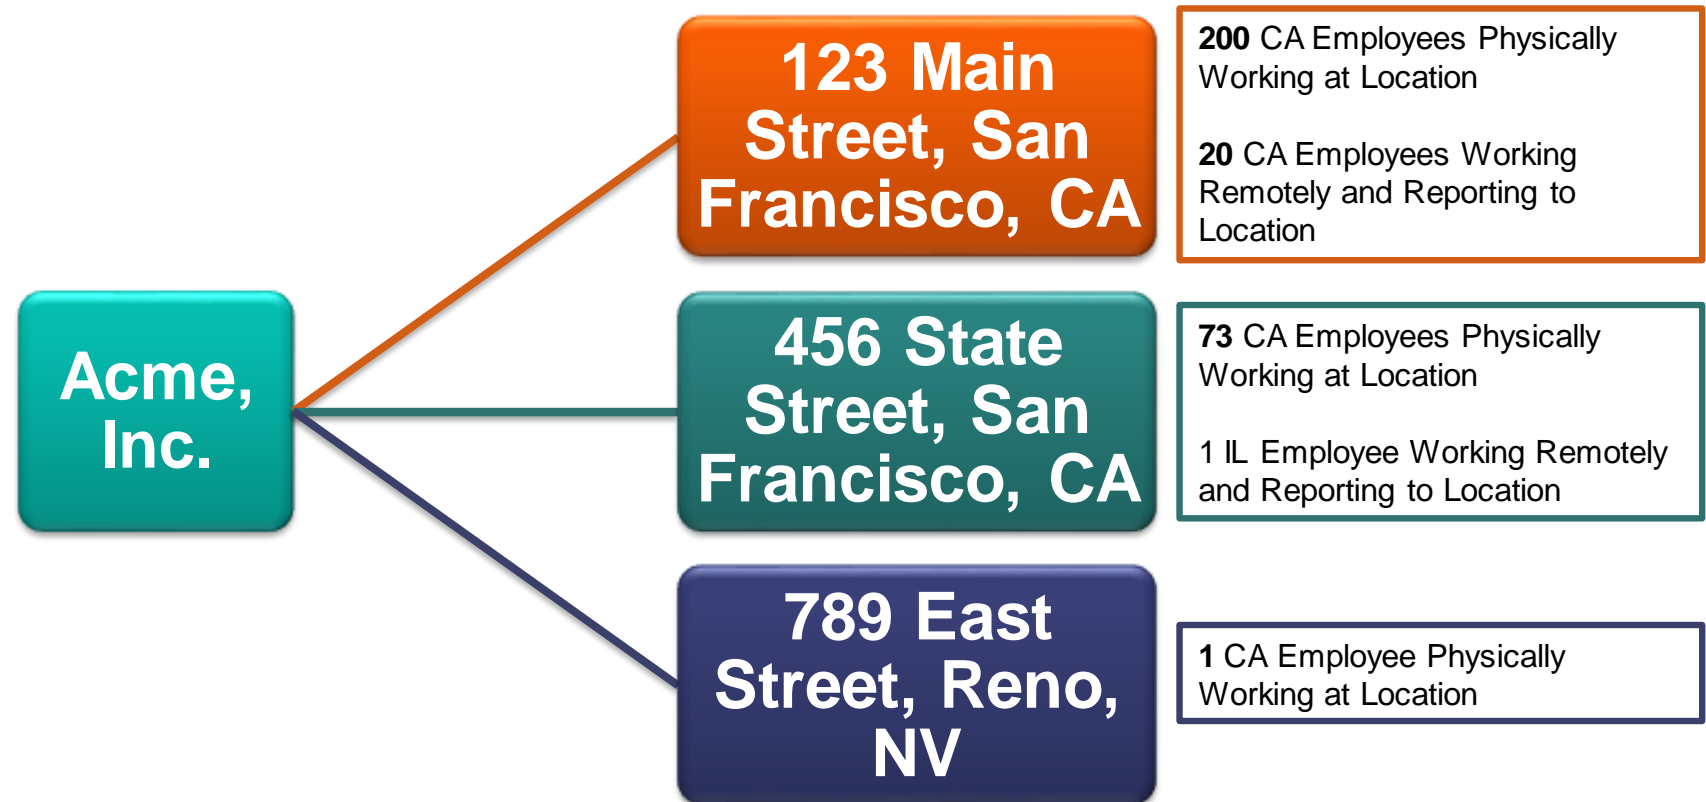 Acme,
Inc.
123 Main
Street, San
Francisco, CA
200 CA Employees Physically
Working at Location
20 CA Employees Working
Remotely and Reporting to
Location
456 State
Street, San
Francisco, CA
73 CA Employees Physically
Working at Location
1 IL Employee Working Remotely
and Reporting to Location
789 East
Street, Reno,
NV
1 CA Employee Physically
Working at Location